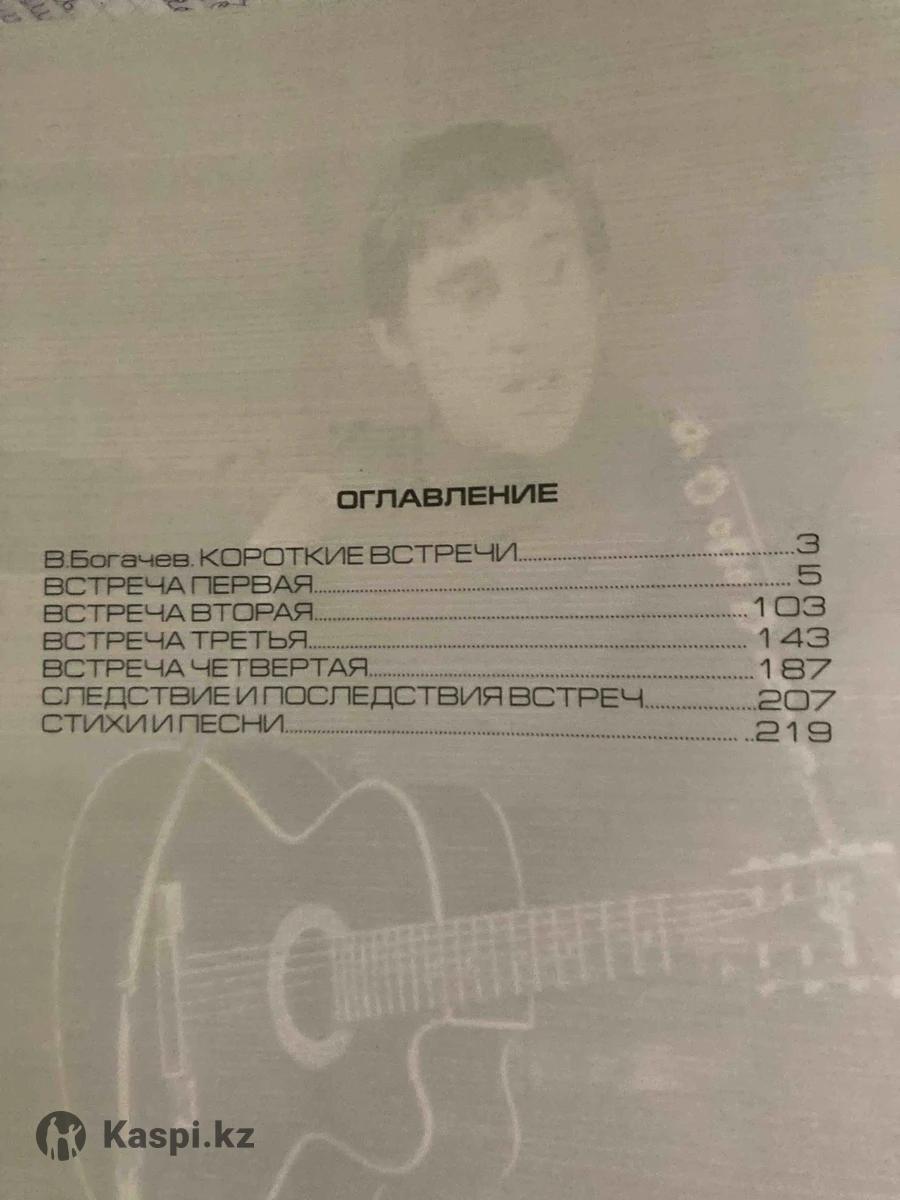 ОГЛАВЛЕНИЕ
В.Богачев. КОРОТКИЕ ВСТРЕЧИ..........3
ВСТРЕЧА ПЕРВАЯ..........5
ВСТРЕЧА ВТОРАЯ..........103
ВСТРЕЧА ТРЕТЬЯ..........143
ВСТРЕЧА ЧЕТВЕРТАЯ..........187
СЛЕДСТВИЕ И ПОСЛЕДСТВИЯ ВСТРЕЧ..........207
СТИХИ И ПЕСНИ..........219
Kaspi.kz